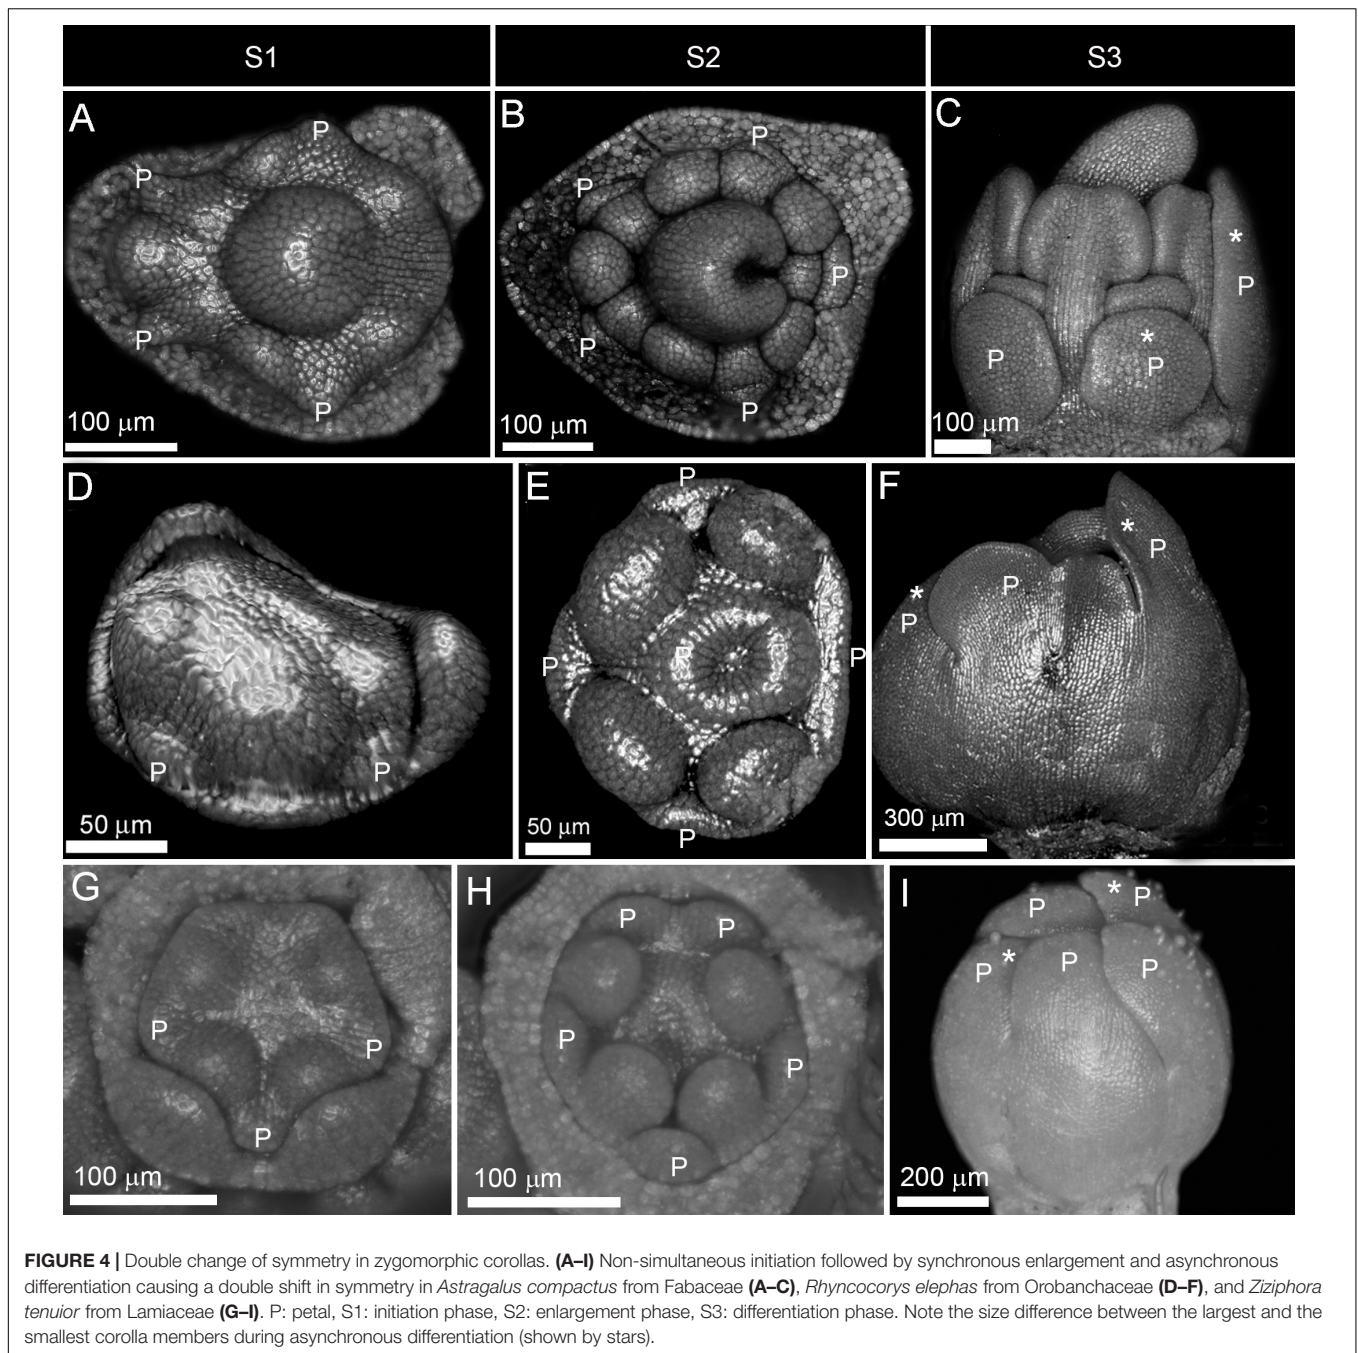 S1 S2 S3
A P P P P 100 µm
B P P P P P 100 µm
C * P P * P 100 µm
D P P 50 µm
E P P P P P 50 µm
F * P P * P 300 µm
G P P P 100 µm
H P P P P P 100 µm
I P * P P * P P 200 µm
FIGURE 4 | Double change of symmetry in zygomorphic corollas. (A–I) Non-simultaneous initiation followed by synchronous enlargement and asynchronous
differentiation causing a double shift in symmetry in Astragalus compactus from Fabaceae (A–C), Rhyncocorys elephas from Orobanchaceae (D–F), and Ziziphora
tenuior from Lamiaceae (G–I). P: petal, S1: initiation phase, S2: enlargement phase, S3: differentiation phase. Note the size difference between the largest and the
smallest corolla members during asynchronous differentiation (shown by stars).